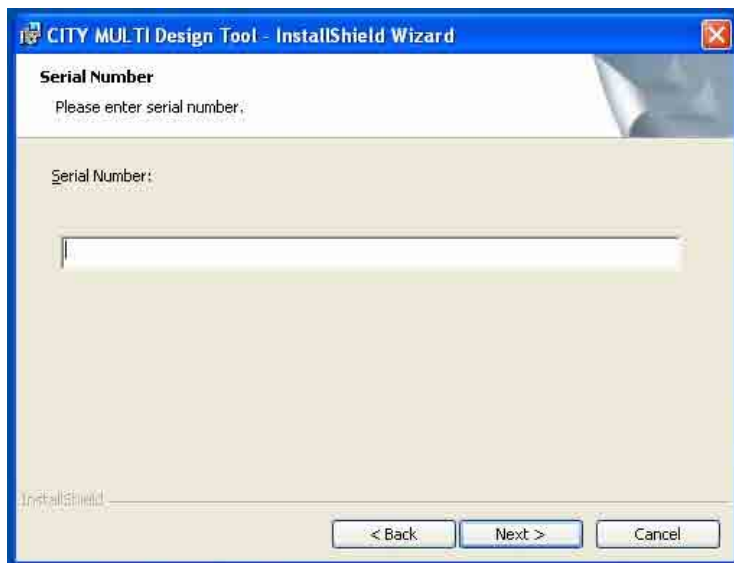 CITY MULTI Design Tool - InstallShield Wizard
Serial Number
Please enter serial number.
Serial Number:
InstallShield
< Back
Next >
Cancel